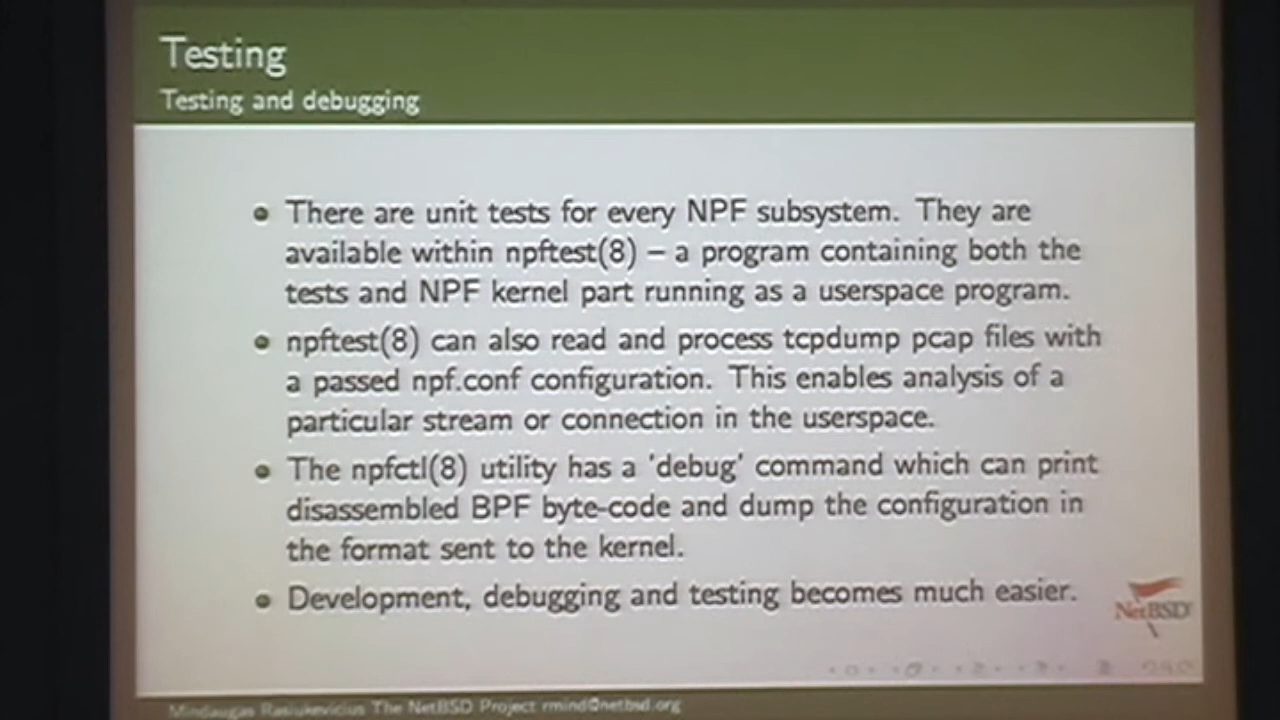 Testing
Testing and debugging
There are unit tests for every NPF subsystem. They are
available within npftest(8) – a program containing both the
tests and NPF kernel part running as a userspace program.
npftest(8) can also read and process tcpdump pcap files with
a passed npf.conf configuration. This enables analysis of a
particular stream or connection in the userspace.
The npfctl(8) utility has a 'debug' command which can print
disassembled BPF byte-code and dump the configuration in
the format sent to the kernel.
Development, debugging and testing becomes much easier.
NetBSD
Mindaugas Rasiukevicius The NetBSD Project rmind@netbsd.org